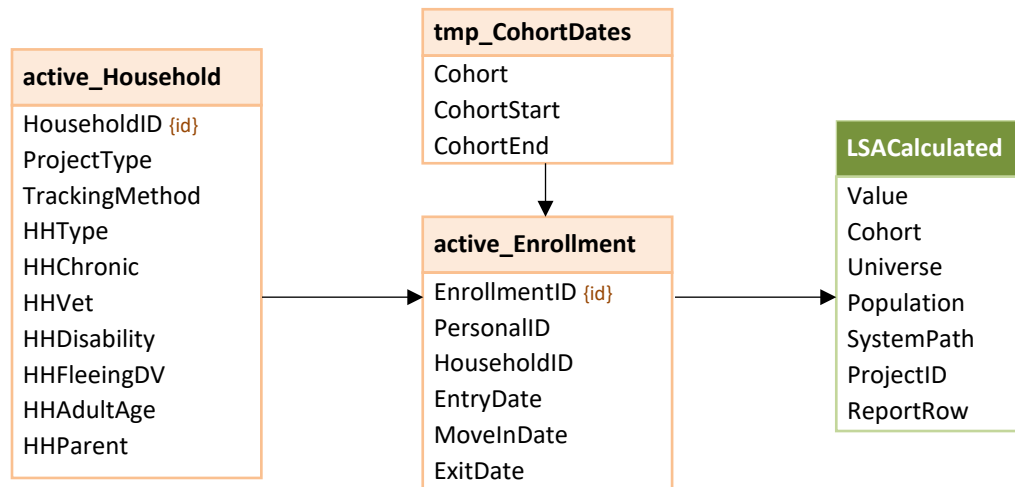 active_Household
HouseholdID {id}
ProjectType
TrackingMethod
HHType
HHChronic
HHVet
HHDisability
HHFleeingDV
HHAdultAge
HHParent
tmp_CohortDates
Cohort
CohortStart
CohortEnd
active_Enrollment
EnrollmentID {id}
PersonalID
HouseholdID
EntryDate
MoveInDate
ExitDate
LSACalculated
Value
Cohort
Universe
Population
SystemPath
ProjectID
ReportRow